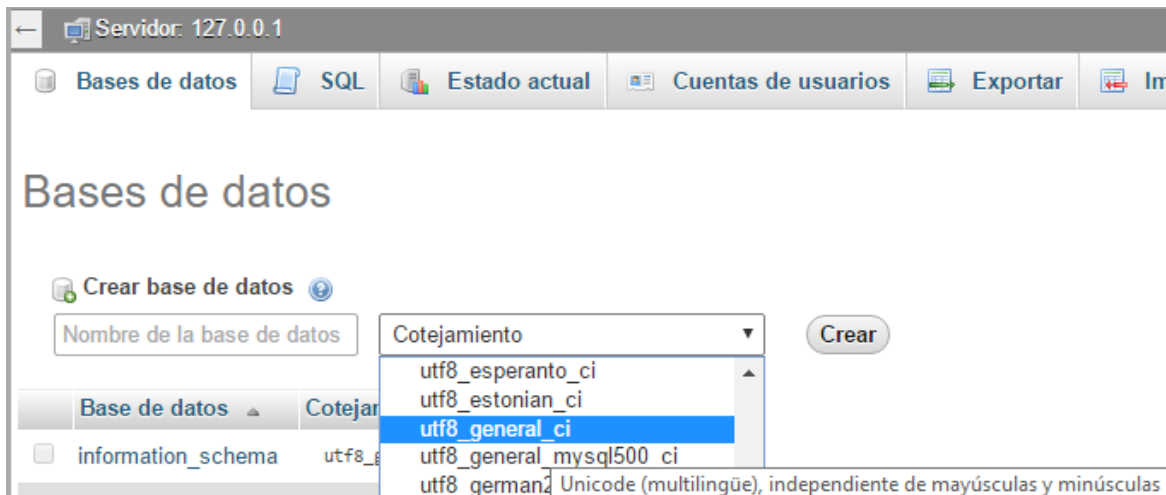 ← Servidor: 127.0.0.1
Bases de datos SQL Estado actual Cuentas de usuarios Exportar
Bases de datos
Crear base de datos
Nombre de la base de datos Cotejamiento Crear
utf8_esperanto_ci
utf8_estonian_ci
Base de datos
utf8_general_ci
information_schema
utf8_general_mysql500_ci
Unicode (multilingüe), independiente de mayúsculas y minúsculas